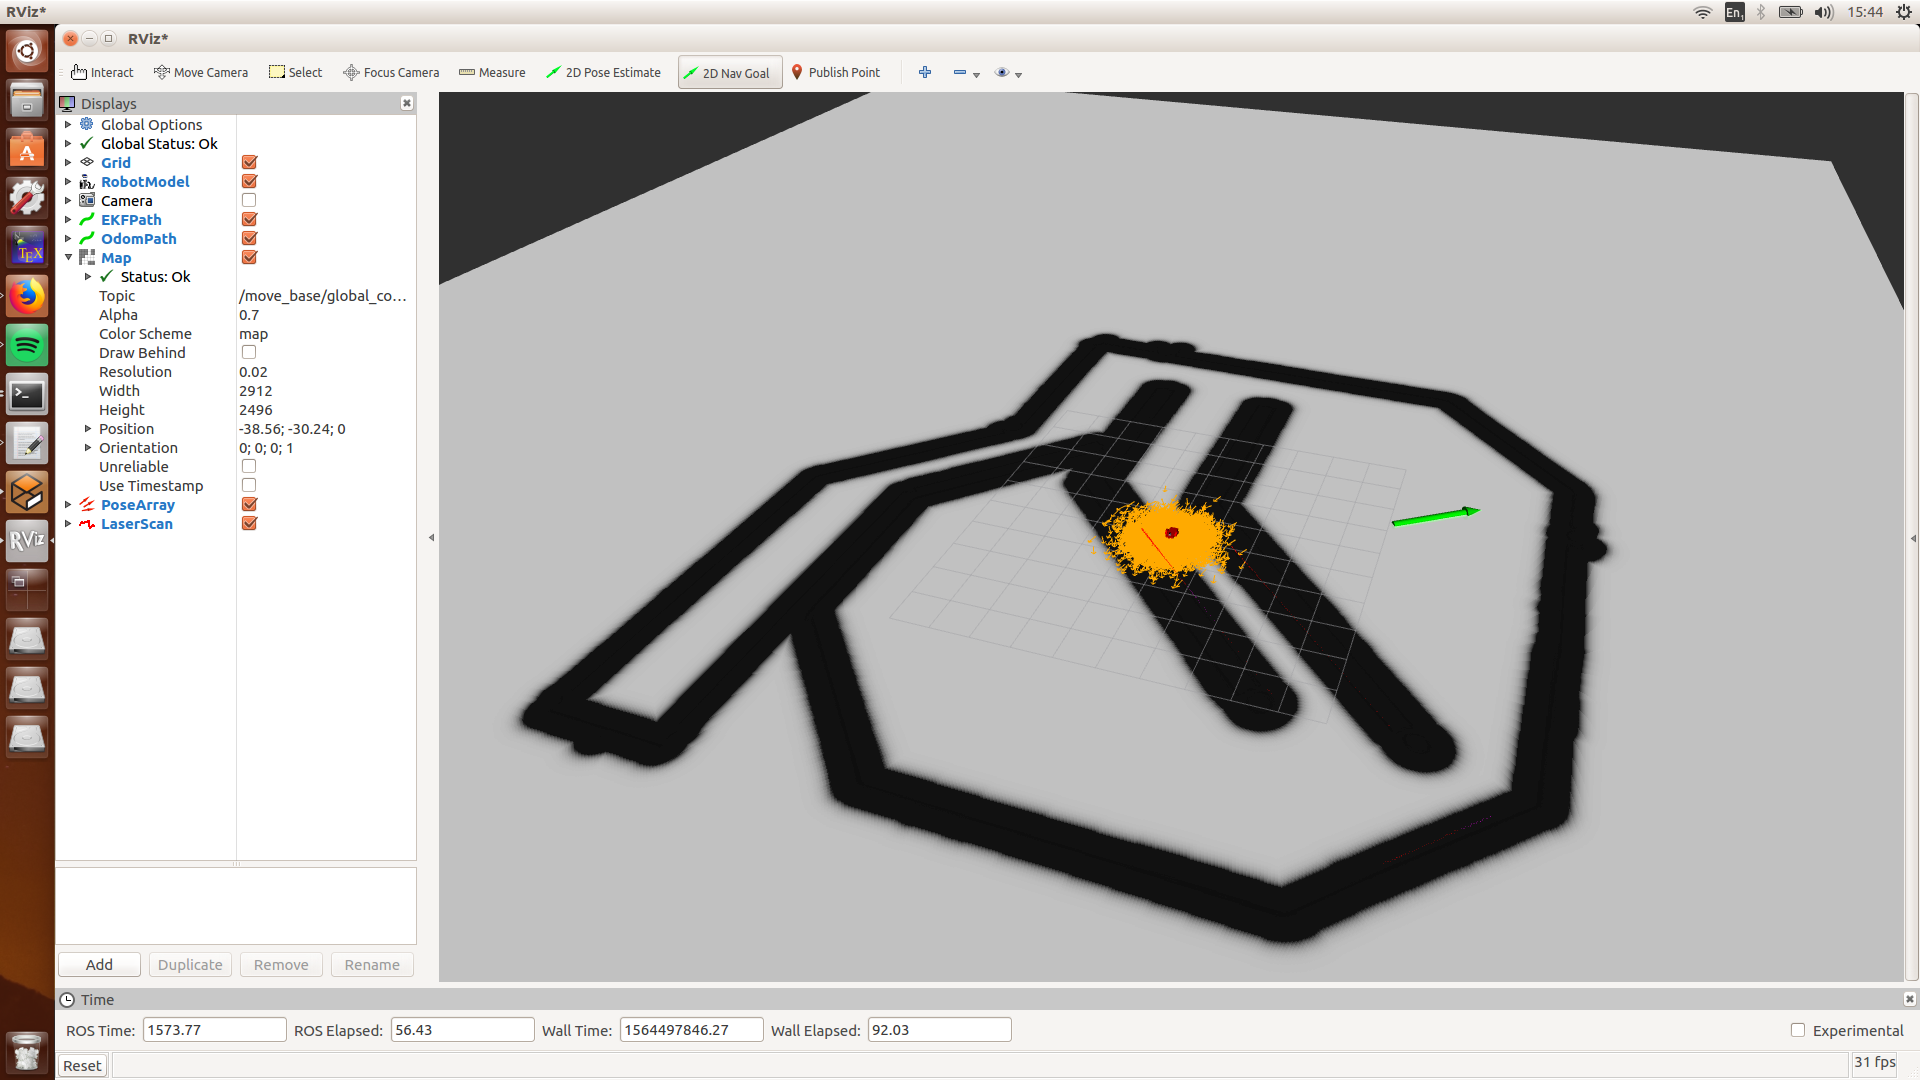 RViz*
En1
15:44
RViz*
Interact
Move Camera
Select
Focus Camera
Measure
2D Pose Estimate
2D Nav Goal
Publish Point
Displays
Global Options
Global Status: Ok
Grid
RobotModel
Camera
EKFPath
OdomPath
Map
Status: Ok
Topic /move_base/global_co...
Alpha 0.7
Color Scheme map
Draw Behind
Resolution 0.02
Width 2912
Height 2496
Position -38.56; -30.24; 0
Orientation 0; 0; 0; 1
Unreliable
Use Timestamp
PoseArray
LaserScan
TEX
RViz
Add Duplicate Remove Rename
Time
ROS Time: 1573.77 ROS Elapsed: 56.43 Wall Time: 1564497846.27 Wall Elapsed: 92.03 Experimental
Reset 31 fps